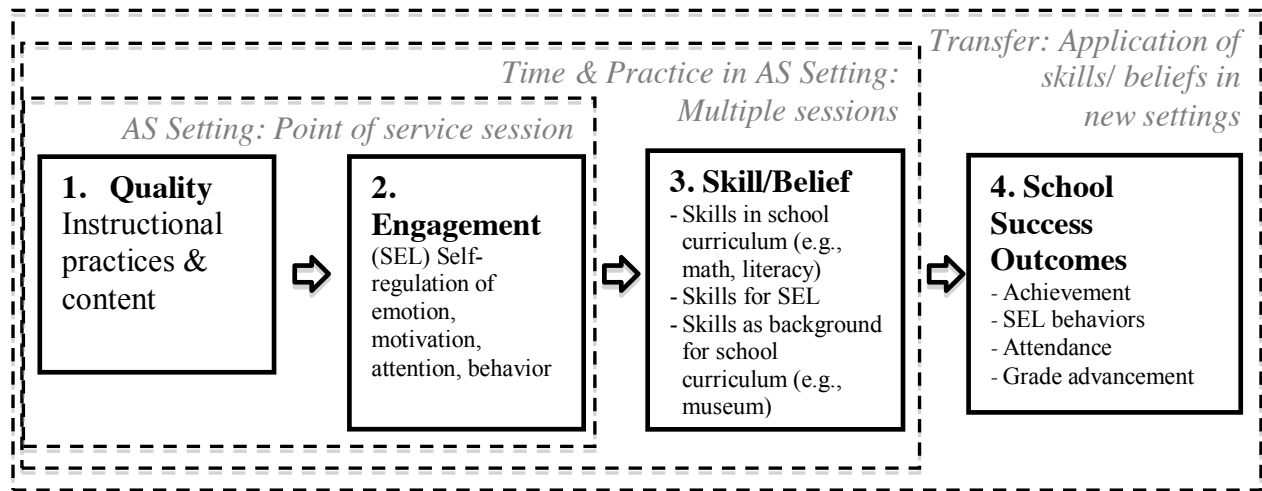 Transfer: Application of
skills/ beliefs in
new settings
Time & Practice in AS Setting:
Multiple sessions
AS Setting: Point of service session
1. Quality
Instructional
practices &
content
2.
Engagement
(SEL) Self-
regulation of
emotion,
motivation,
attention, behavior
3. Skill/Belief
- Skills in school
curriculum (e.g.,
math, literacy)
- Skills for SEL
- Skills as background
for school
curriculum (e.g.,
museum)
4. School
Success
Outcomes
- Achievement
- SEL behaviors
- Attendance
- Grade advancement